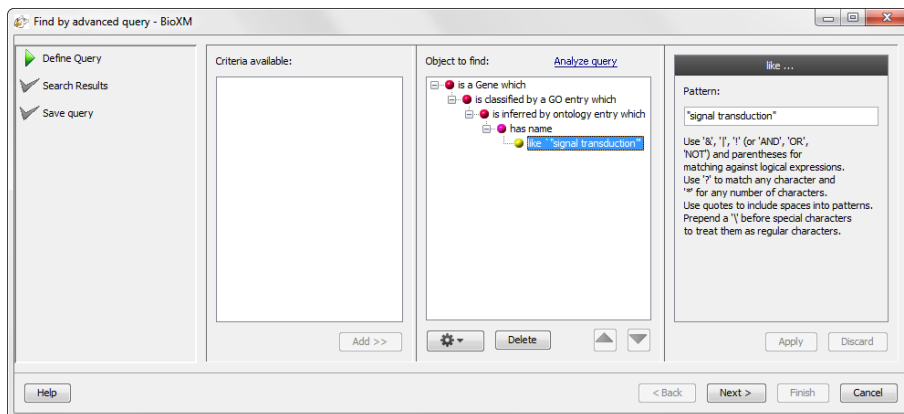 Find by advanced query - BioXM
Define Query
Search Results
Save query
Criteria available:
Add >>
Object to find:
Analyze query
is a Gene which
is classified by a GO entry which
is inferred by ontology entry which
has name
like `"signal transduction"'
Delete
like ...
Pattern:
"signal transduction"
Use '&', '|', '!' (or 'AND', 'OR',
'NOT') and parentheses for
matching against logical expressions.
Use '?' to match any character and
'*' for any number of characters.
Use quotes to include spaces into patterns.
Prepend a '\' before special characters
to treat them as regular characters.
Apply
Discard
Help
< Back
Next >
Finish
Cancel